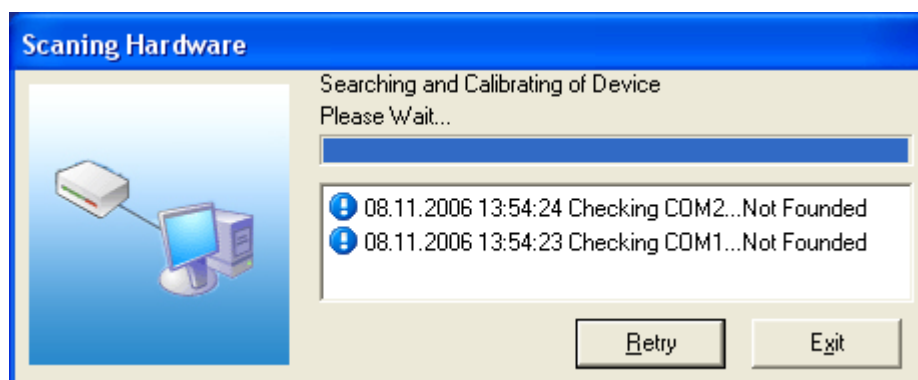 Scaning Hardware
Searching and Calibrating of Device
Please Wait...
08.11.2006 13:54:24 Checking COM2...Not Founded
08.11.2006 13:54:23 Checking COM1...Not Founded
Retry Exit